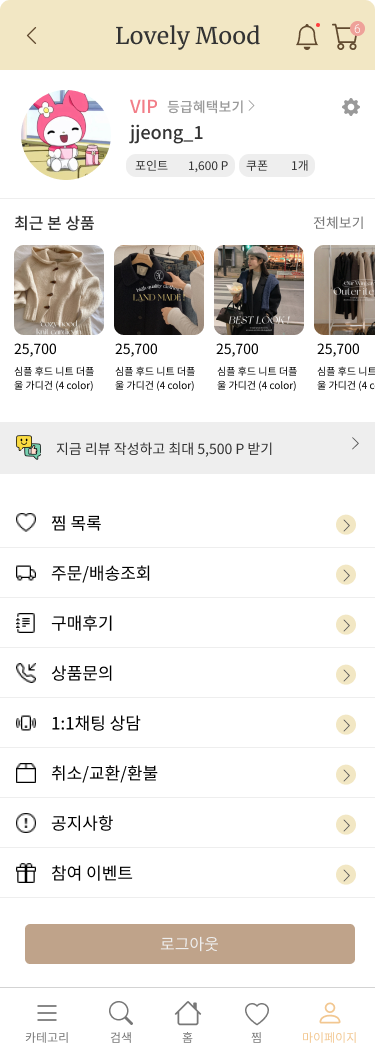 Lovely Mood
6
VIP 등급혜택보기
jjeong_1
포인트 1,600 P 쿠폰 1개
최근 본 상품 전체보기
cozy hood
knit cardigan
high-quality clothes
LAND MADE
BEST LOOK !
Outer it
25,700 25,700 25,700 25,700
심플 후드 니트 더플 심플 후드 니트 더플 심플 후드 니트 더플 심플 후드
울 가디건 (4 color) 울 가디건 (4 color) 울 가디건 (4 color) 울 가디건 (4 c
지금 리뷰 작성하고 최대 5,500 P 받기
찜 목록
주문/배송조회
구매후기
상품문의
1:1채팅 상담
취소/교환/환불
공지사항
참여 이벤트
로그아웃
카테고리 검색 홈 찜 마이페이지